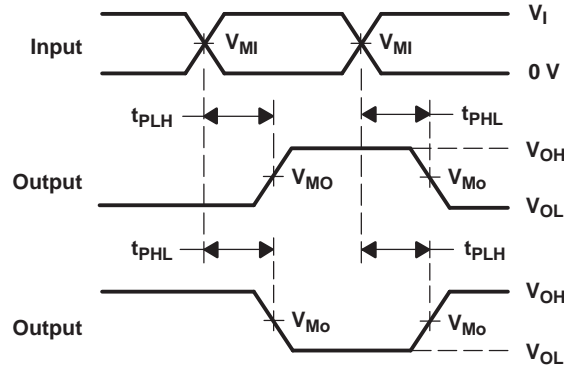 V_I
Input
V_MI
V_MI
0 V
t_PLH
t_PHL
V_OH
Output
V_MO
V_Mo
V_OL
t_PHL
t_PLH
V_OH
Output
V_Mo
V_Mo
V_OL